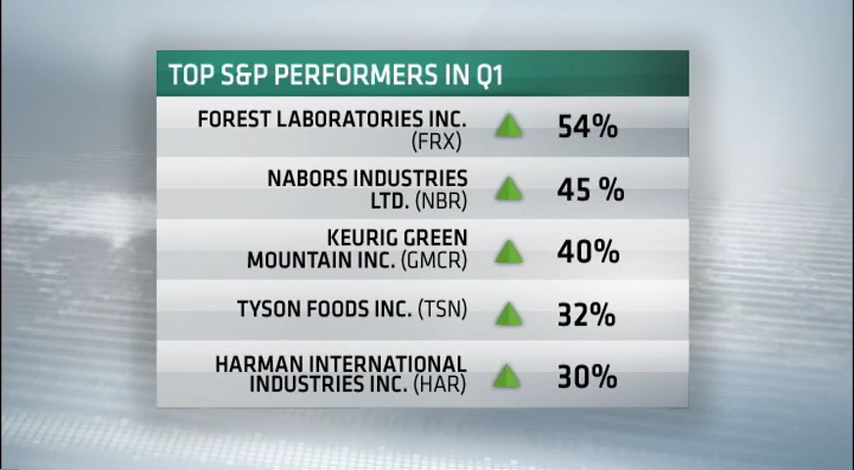 TOP S&P PERFORMERS IN Q1
FOREST LABORATORIES INC.
(FRX)
54%
NABORS INDUSTRIES
LTD. (NBR)
45 %
KEURIG GREEN
MOUNTAIN INC. (GMCR)
40%
TYSON FOODS INC. (TSN)
32%
HARMAN INTERNATIONAL
INDUSTRIES INC. (HAR)
30%